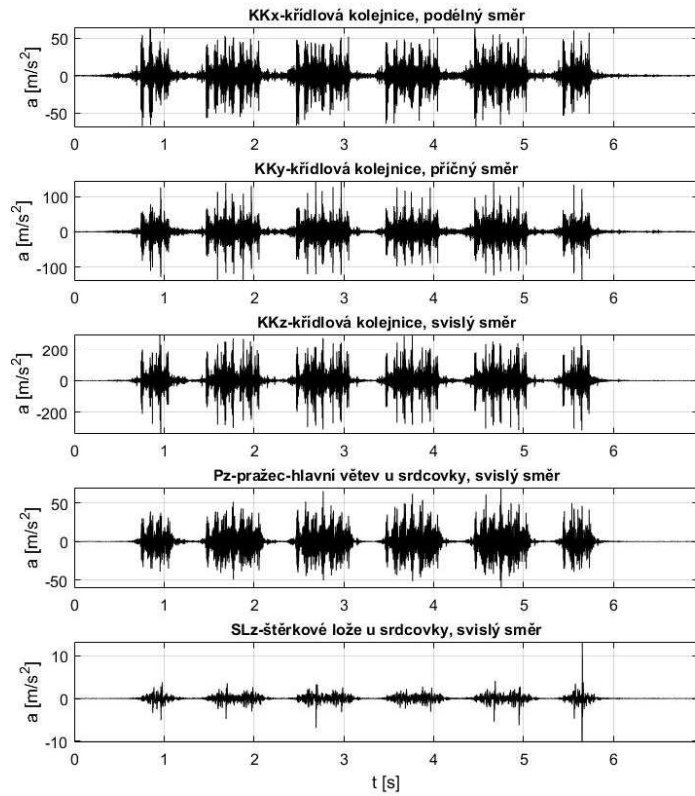 KKx-křídlová kolejnice, podélný směr
a [m/s²]
50
0
-50
0 1 2 3 4 5 6
KKy-křídlová kolejnice, příčný směr
a [m/s²]
100
0
-100
0 1 2 3 4 5 6
KKz-křídlová kolejnice, svislý směr
a [m/s²]
200
0
-200
0 1 2 3 4 5 6
Pz-pražec-hlavní větev u srdcovky, svislý směr
a [m/s²]
50
0
-50
0 1 2 3 4 5 6
SLz-štěrkové lože u srdcovky, svislý směr
a [m/s²]
10
0
-10
0 1 2 3 4 5 6
t [s]